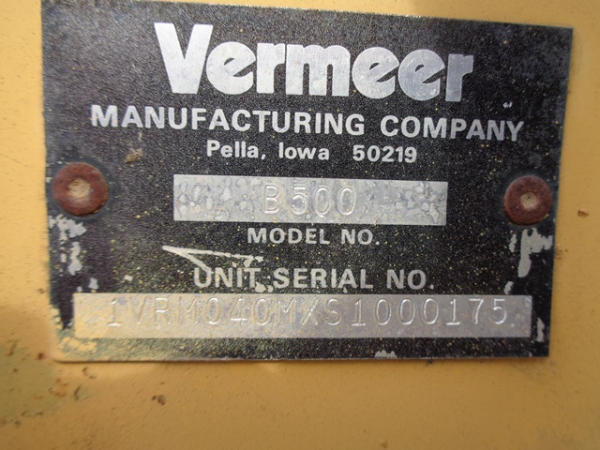 Vermeer
MANUFACTURING COMPANY
Pella, Iowa 50219
B500
MODEL NO.
UNIT SERIAL NO.
1VRM040MXS1000175